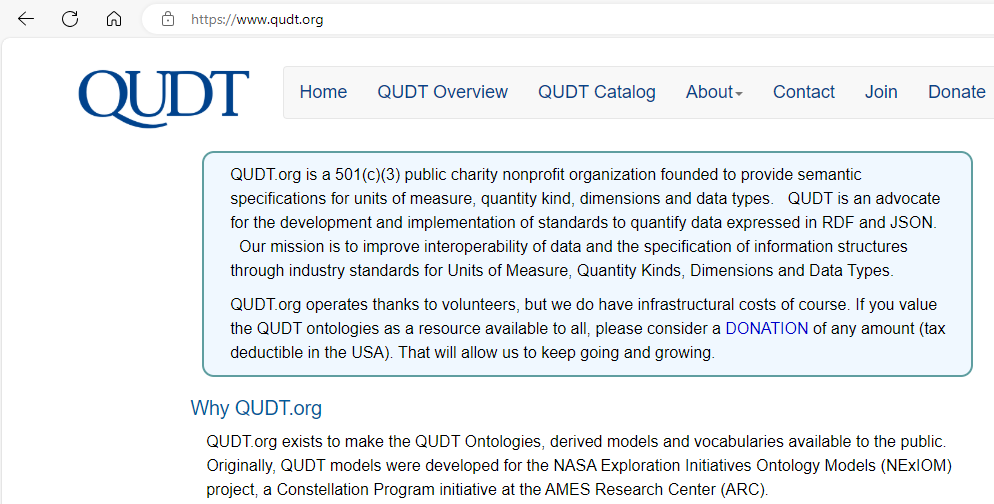 https://www.qudt.org
QUDT
Home QUDT Overview QUDT Catalog About Contact Join Donate
QUDT.org is a 501(c)(3) public charity nonprofit organization founded to provide semantic
specifications for units of measure, quantity kind, dimensions and data types. QUDT is an advocate
for the development and implementation of standards to quantify data expressed in RDF and JSON.
Our mission is to improve interoperability of data and the specification of information structures
through industry standards for Units of Measure, Quantity Kinds, Dimensions and Data Types.
QUDT.org operates thanks to volunteers, but we do have infrastructural costs of course. If you value
the QUDT ontologies as a resource available to all, please consider a DONATION of any amount (tax
deductible in the USA). That will allow us to keep going and growing.
Why QUDT.org
QUDT.org exists to make the QUDT Ontologies, derived models and vocabularies available to the public.
Originally, QUDT models were developed for the NASA Exploration Initiatives Ontology Models (NExIOM)
project, a Constellation Program initiative at the AMES Research Center (ARC).